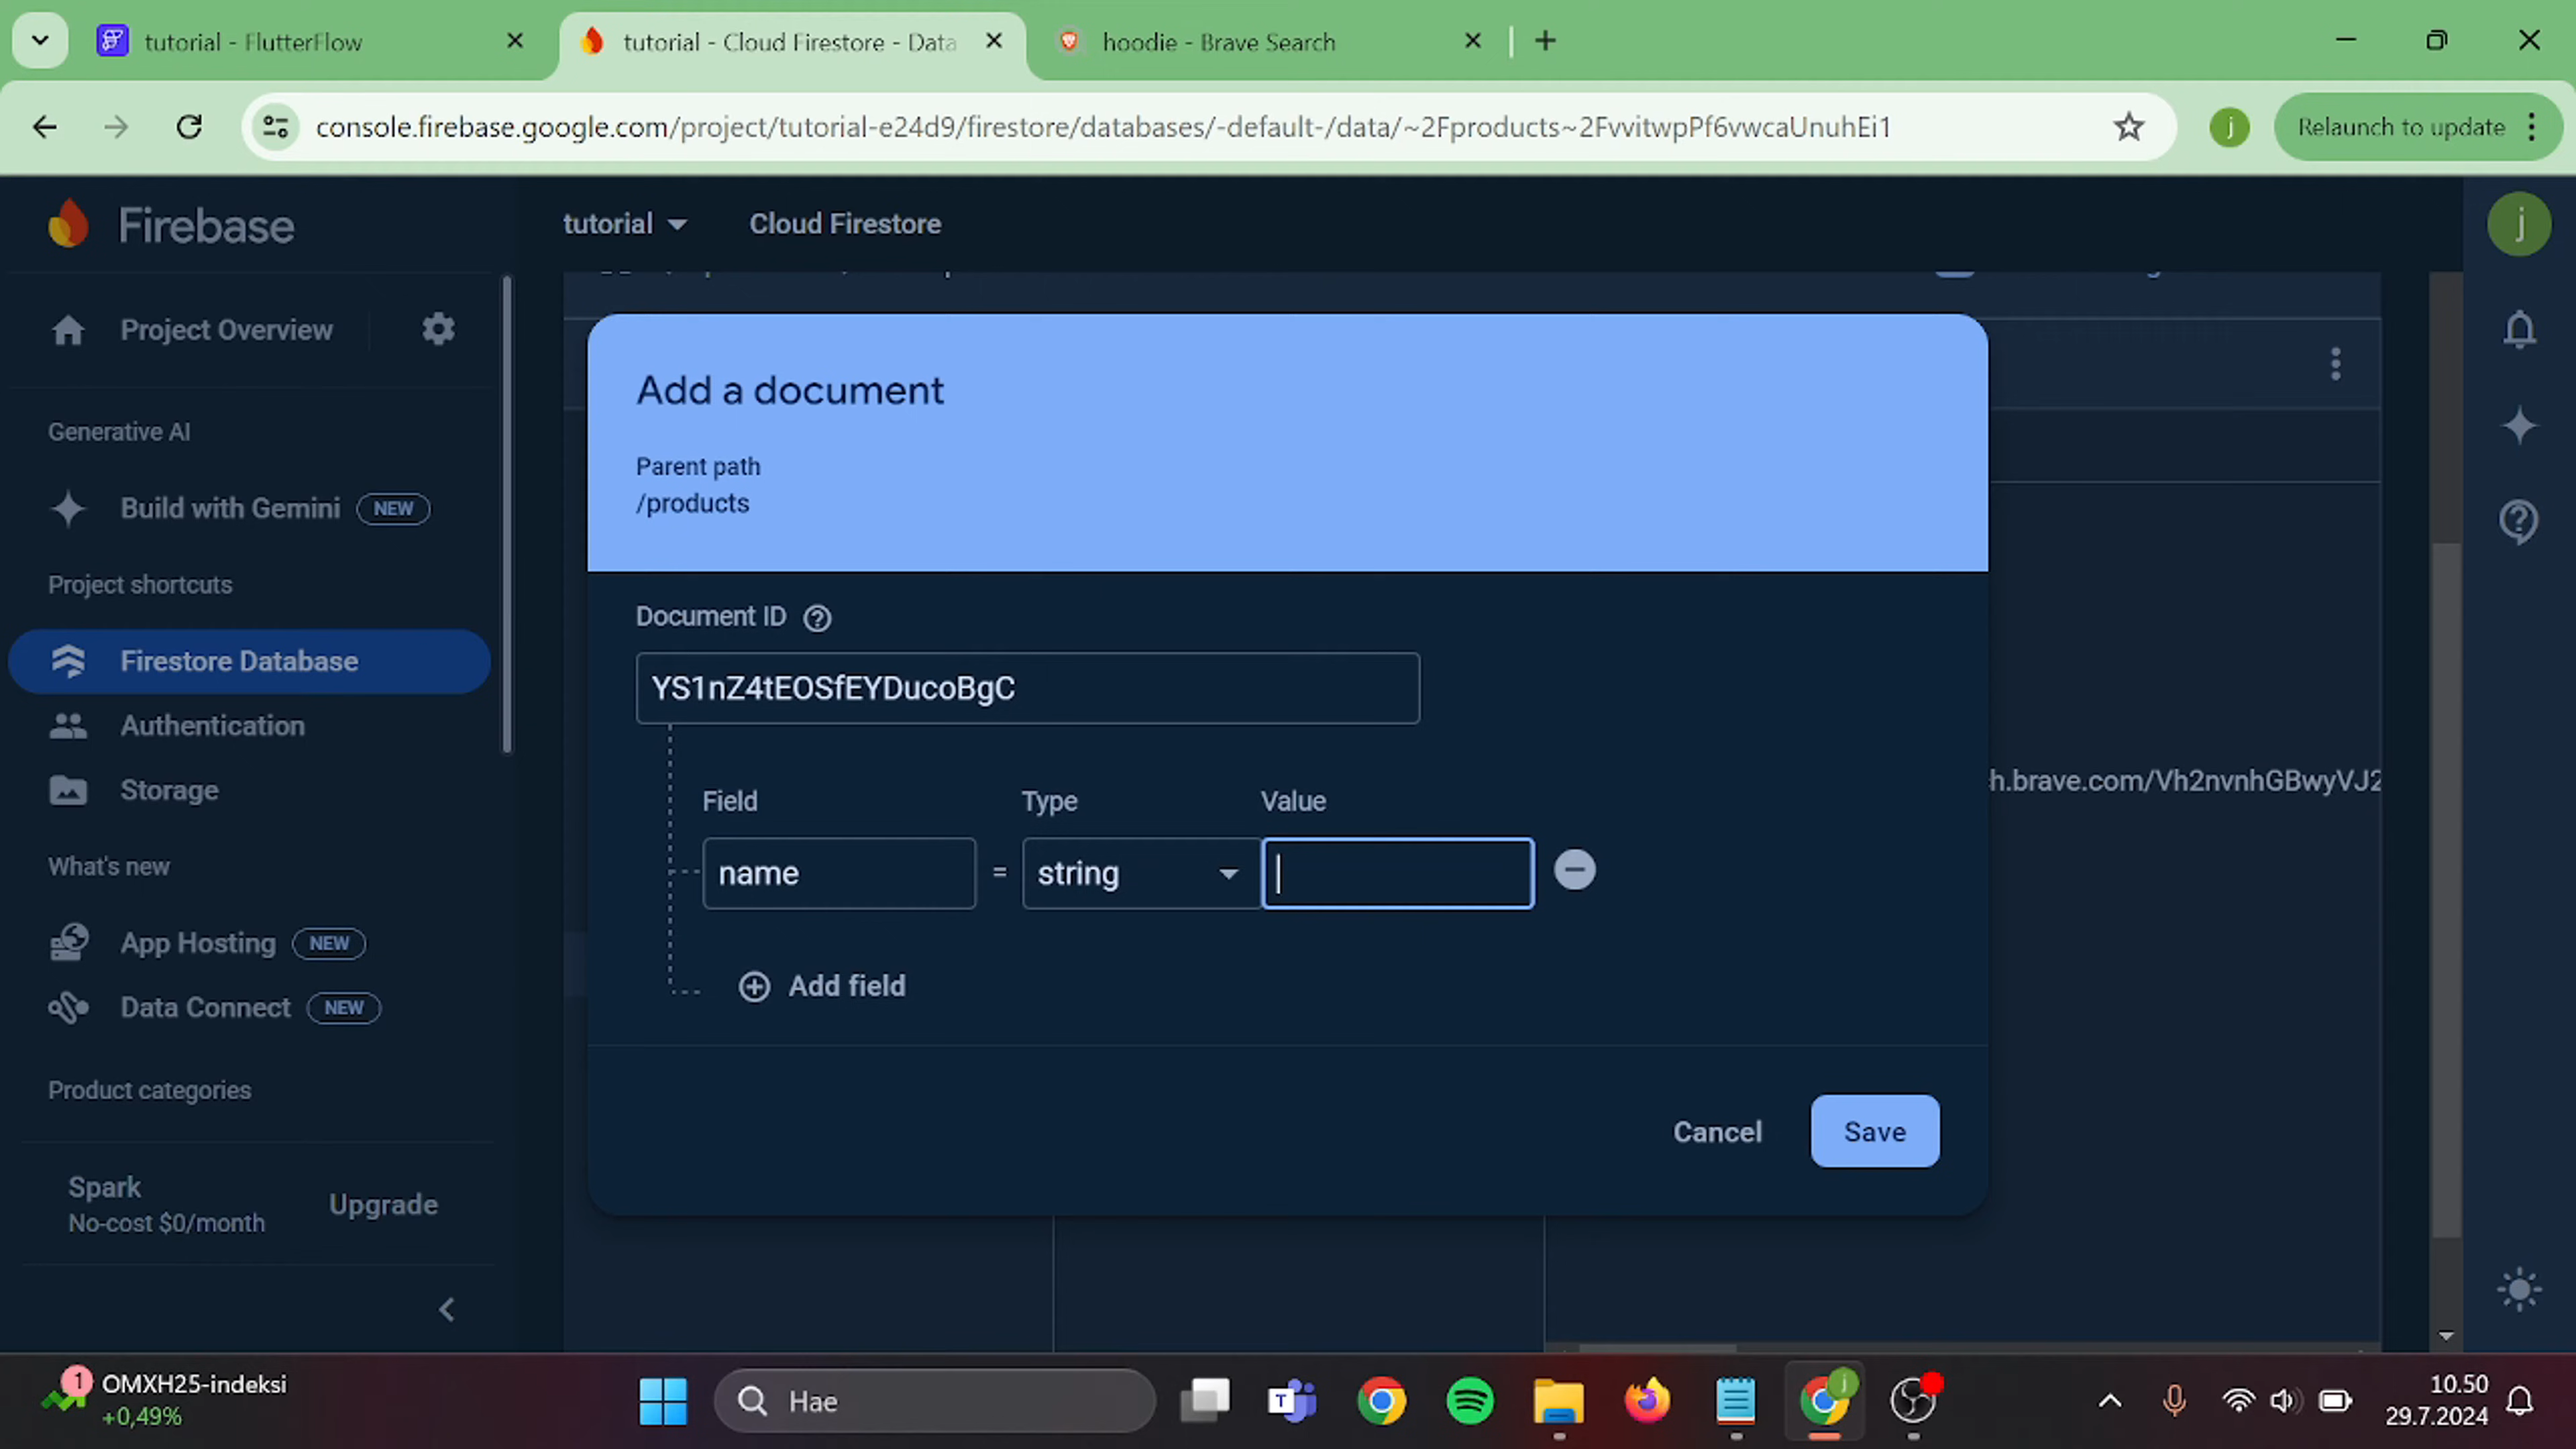 tutorial - FlutterFlow
tutorial - Cloud Firestore - Data
hoodie - Brave Search
console.firebase.google.com/project/tutorial-e24d9/firestore/databases/-default-/data/~2Fproducts~2FvvitwpPf6vwcaUnuhEi1
j
Relaunch to update
Firebase
tutorial
Cloud Firestore
j
Project Overview
Generative AI
Build with Gemini NEW
Project shortcuts
Firestore Database
Authentication
Storage
What's new
App Hosting NEW
Data Connect NEW
Product categories
Spark
No-cost $0/month
Upgrade
Add a document
Parent path
/products
Document ID
YS1nZ4tEOSfEYDucoBgC
Field Type Value
name = string
Add field
Cancel Save
h.brave.com/Vh2nvnhGBwyVJ2
1
OMXH25-indeksi
+0,49%
Hae
T
j
10.50
29.7.2024